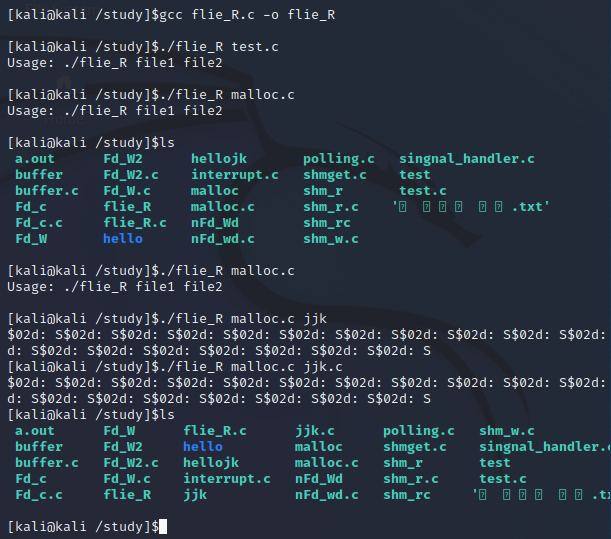 [kali@kali /study]$gcc flie_R.c -o flie_R
[kali@kali /study]$./flie_R test.c
Usage: ./flie_R file1 file2
[kali@kali /study]$./flie_R malloc.c
Usage: ./flie_R file1 file2
[kali@kali /study]$ls
a.out Fd_W2 hellojk polling.c singnal_handler.c
buffer Fd_W2.c interrupt.c shmget.c test
buffer.c Fd_W.c malloc shm_r test.c
Fd_c flie_R malloc.c shm_r.c ' .txt'
Fd_c.c flie_R.c nFd_Wd shm_rc
Fd_W hello nFd_wd.c shm_w.c
[kali@kali /study]$./flie_R malloc.c
Usage: ./flie_R file1 file2
[kali@kali /study]$./flie_R malloc.c jjk
$02d: S$02d: S$02d: S$02d: S$02d: S$02d: S$02d: S$02d: S$02d: S$02d: S$02d: S$02d:
d: S$02d: S$02d: S$02d: S$02d: S$02d: S$02d: S$02d: S
[kali@kali /study]$./flie_R malloc.c jjk.c
$02d: S$02d: S$02d: S$02d: S$02d: S$02d: S$02d: S$02d: S$02d: S$02d: S$02d: S$02d:
d: S$02d: S$02d: S$02d: S$02d: S$02d: S$02d: S$02d: S
[kali@kali /study]$ls
a.out Fd_W flie_R.c jjk.c polling.c shm_w.c
buffer Fd_W2 hello malloc shmget.c singnal_handler.c
buffer.c Fd_W2.c hellojk malloc.c shm_r test
Fd_c Fd_W.c interrupt.c nFd_Wd shm_r.c test.c
Fd_c.c flie_R jjk nFd_wd.c shm_rc ' .tx
[kali@kali /study]$